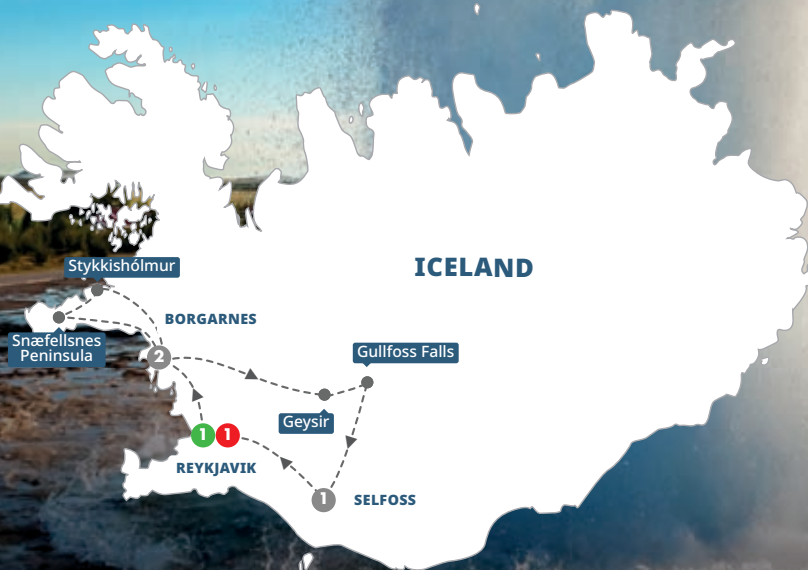 ICELAND
Stykkishólmur
BORGARNES
Snæfellsnes
Peninsula
2
Gullfoss Falls
Geysir
1 1
REYKJAVIK
1 SELFOSS